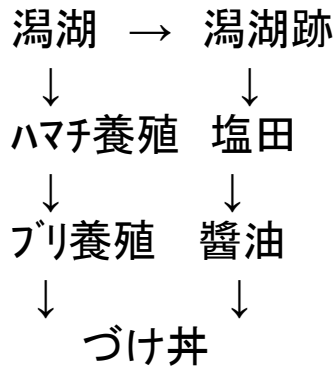 潟湖 → 潟湖跡
↓ ↓
ﾊﾏﾁ養殖 塩田
↓ ↓
ﾌﾞﾘ養殖 醬油
↓ ↓
づけ丼